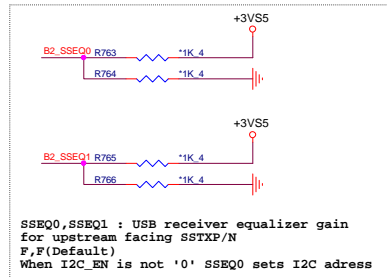 +3VS5
B2_SSEQ0 R763 *1K_4
R764 *1K_4
+3VS5
B2_SSEQ1 R765 *1K_4
R766 *1K_4
SSEQ0,SSEQ1 : USB receiver equalizer gain
for upstream facing SSTXP/N
F,F(Default)
When I2C_EN is not '0' SSEQ0 sets I2C adress